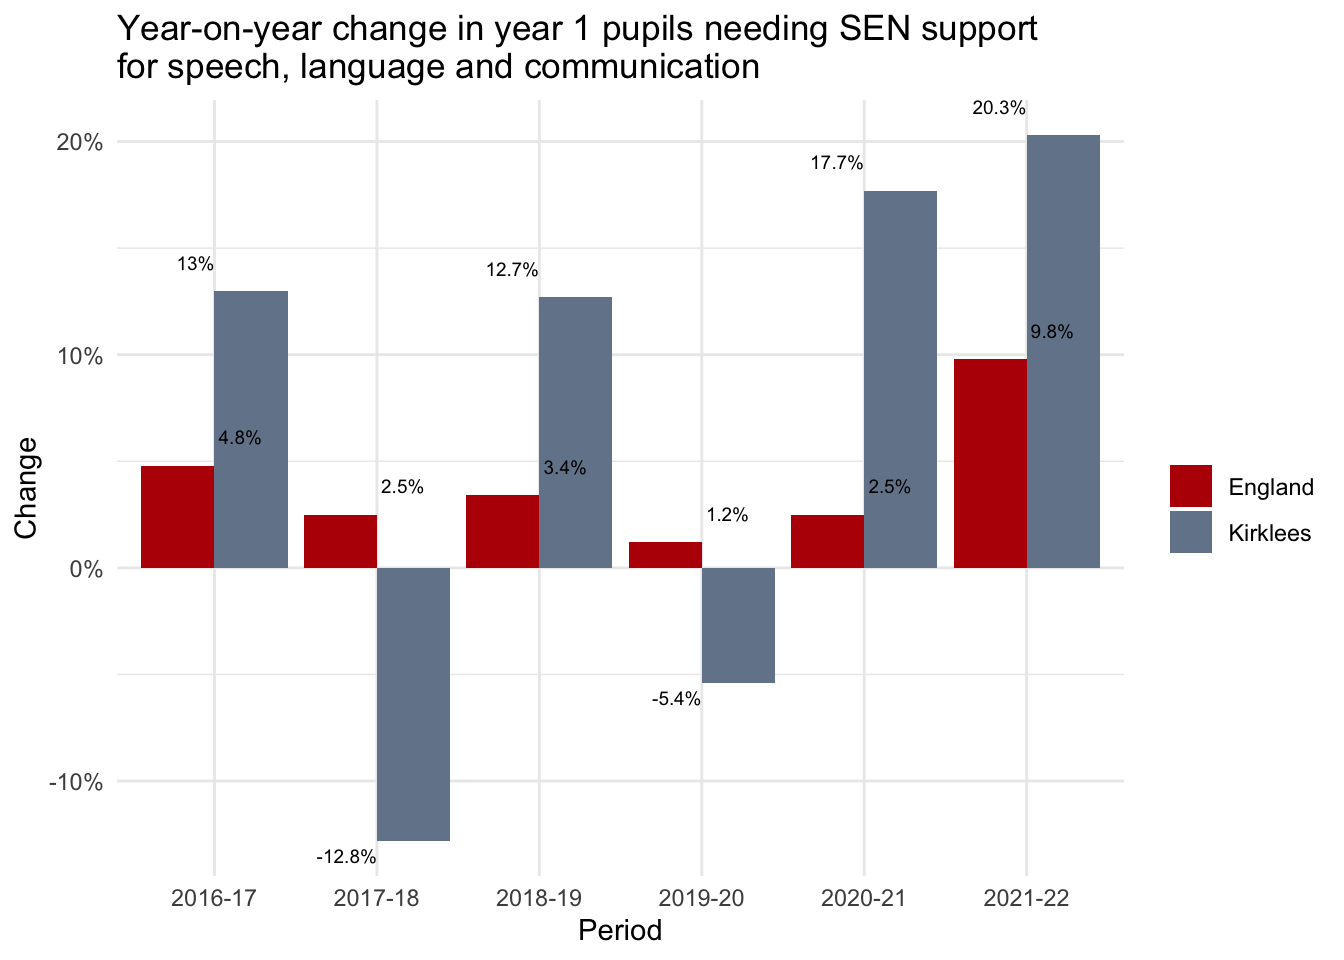 Year-on-year change in year 1 pupils needing SEN support
for speech, language and communication
20.3%
20%
17.7%
13%
12.7%
9.8%
10%
4.8%
3.4%
2.5%
2.5%
1.2%
Change
England
Kirklees
0%
-5.4%
-10%
-12.8%
2016-17 2017-18 2018-19 2019-20 2020-21 2021-22
Period